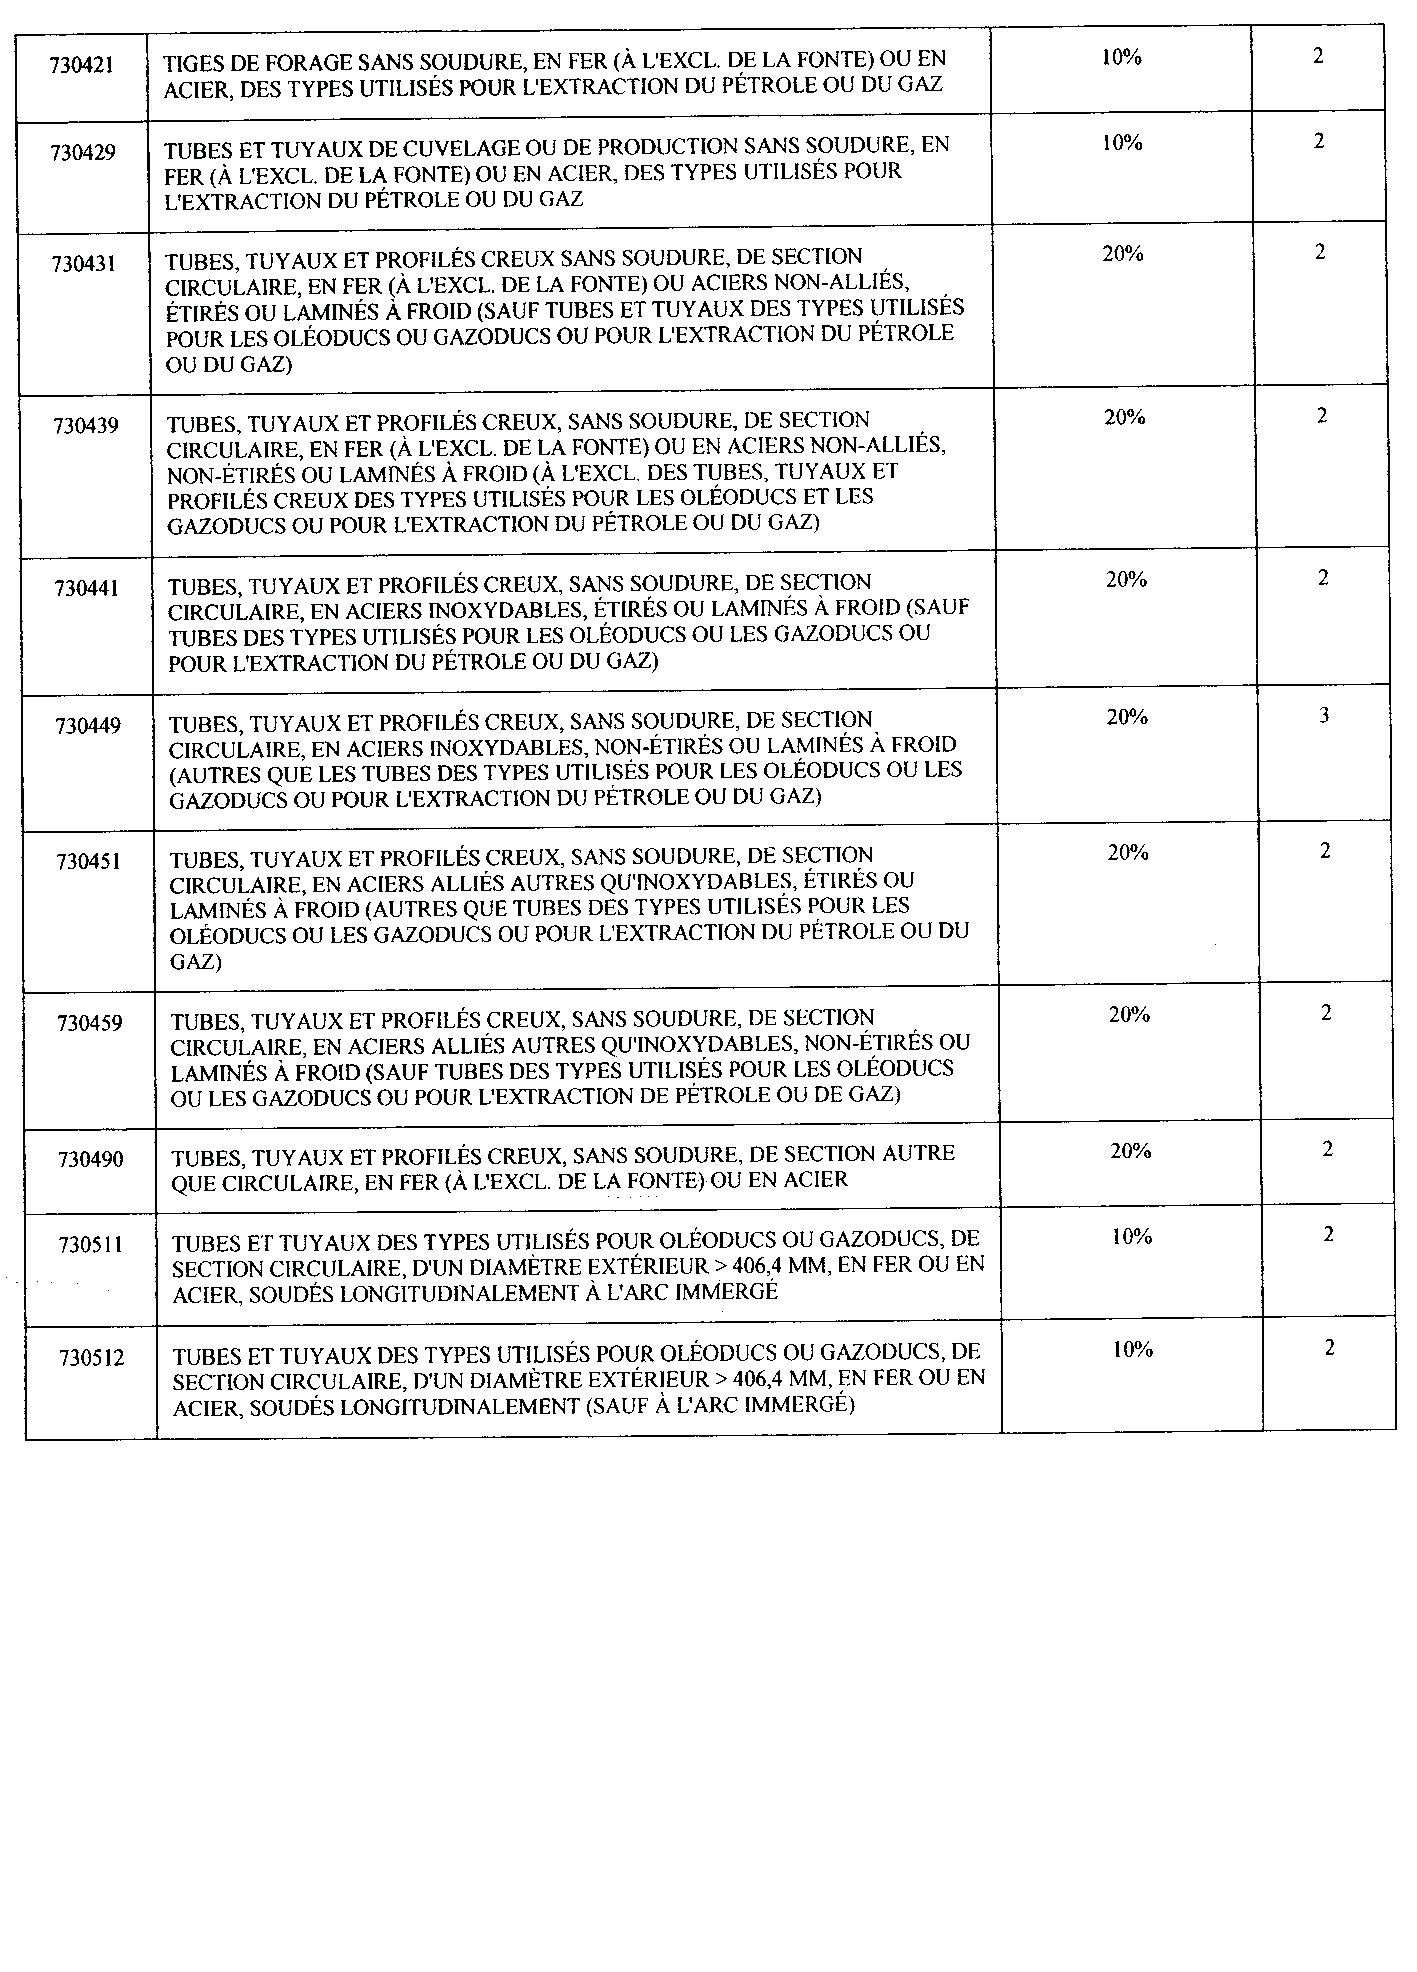 730421 TIGES DE FORAGE SANS SOUDURE, EN FER (À L'EXCL. DE LA FONTE) OU EN 10% 2
ACIER, DES TYPES UTILISÉS POUR L'EXTRACTION DU PÉTROLE OU DU GAZ
730429 TUBES ET TUYAUX DE CUVELAGE OU DE PRODUCTION SANS SOUDURE, EN 10% 2
FER (À L'EXCL. DE LA FONTE) OU EN ACIER, DES TYPES UTILISÉS POUR
L'EXTRACTION DU PÉTROLE OU DU GAZ
730431 TUBES, TUYAUX ET PROFILÉS CREUX SANS SOUDURE, DE SECTION 20% 2
CIRCULAIRE, EN FER (À L'EXCL. DE LA FONTE) OU ACIERS NON-ALLIÉS,
ÉTIRÉS OU LAMINÉS À FROID (SAUF TUBES ET TUYAUX DES TYPES UTILISÉS
POUR LES OLÉODUCS OU GAZODUCS OU POUR L'EXTRACTION DU PÉTROLE
OU DU GAZ)
730439 TUBES, TUYAUX ET PROFILÉS CREUX, SANS SOUDURE, DE SECTION 20% 2
CIRCULAIRE, EN FER (À L'EXCL. DE LA FONTE) OU EN ACIERS NON-ALLIÉS,
NON-ÉTIRÉS OU LAMINÉS À FROID (À L'EXCL. DES TUBES, TUYAUX ET
PROFILÉS CREUX DES TYPES UTILISÉS POUR LES OLÉODUCS ET LES
GAZODUCS OU POUR L'EXTRACTION DU PÉTROLE OU DU GAZ)
730441 TUBES, TUYAUX ET PROFILÉS CREUX, SANS SOUDURE, DE SECTION 20% 2
CIRCULAIRE, EN ACIERS INOXYDABLES, ÉTIRÉS OU LAMINÉS À FROID (SAUF
TUBES DES TYPES UTILISÉS POUR LES OLÉODUCS OU LES GAZODUCS OU
POUR L'EXTRACTION DU PÉTROLE OU DU GAZ)
730449 TUBES, TUYAUX ET PROFILÉS CREUX, SANS SOUDURE, DE SECTION 20% 3
CIRCULAIRE, EN ACIERS INOXYDABLES, NON-ÉTIRÉS OU LAMINÉS À FROID
(AUTRES QUE LES TUBES DES TYPES UTILISÉS POUR LES OLÉODUCS OU LES
GAZODUCS OU POUR L'EXTRACTION DU PÉTROLE OU DU GAZ)
730451 TUBES, TUYAUX ET PROFILÉS CREUX, SANS SOUDURE, DE SECTION 20% 2
CIRCULAIRE, EN ACIERS ALLIÉS AUTRES QU'INOXYDABLES, ÉTIRÉS OU
LAMINÉS À FROID (AUTRES QUE TUBES DES TYPES UTILISÉS POUR LES
OLÉODUCS OU LES GAZODUCS OU POUR L'EXTRACTION DU PÉTROLE OU DU
GAZ)
730459 TUBES, TUYAUX ET PROFILÉS CREUX, SANS SOUDURE, DE SECTION 20% 2
CIRCULAIRE, EN ACIERS ALLIÉS AUTRES QU'INOXYDABLES, NON-ÉTIRÉS OU
LAMINÉS À FROID (SAUF TUBES DES TYPES UTILISÉS POUR LES OLÉODUCS
OU LES GAZODUCS OU POUR L'EXTRACTION DE PÉTROLE OU DE GAZ)
730490 TUBES, TUYAUX ET PROFILÉS CREUX, SANS SOUDURE, DE SECTION AUTRE 20% 2
QUE CIRCULAIRE, EN FER (À L'EXCL. DE LA FONTE) OU EN ACIER
730511 TUBES ET TUYAUX DES TYPES UTILISÉS POUR OLÉODUCS OU GAZODUCS, DE 10% 2
SECTION CIRCULAIRE, D'UN DIAMÈTRE EXTÉRIEUR > 406,4 MM, EN FER OU EN
ACIER, SOUDÉS LONGITUDINALEMENT À L'ARC IMMERGÉ
730512 TUBES ET TUYAUX DES TYPES UTILISÉS POUR OLÉODUCS OU GAZODUCS, DE 10% 2
SECTION CIRCULAIRE, D'UN DIAMÈTRE EXTÉRIEUR > 406,4 MM, EN FER OU EN
ACIER, SOUDÉS LONGITUDINALEMENT (SAUF À L'ARC IMMERGÉ)